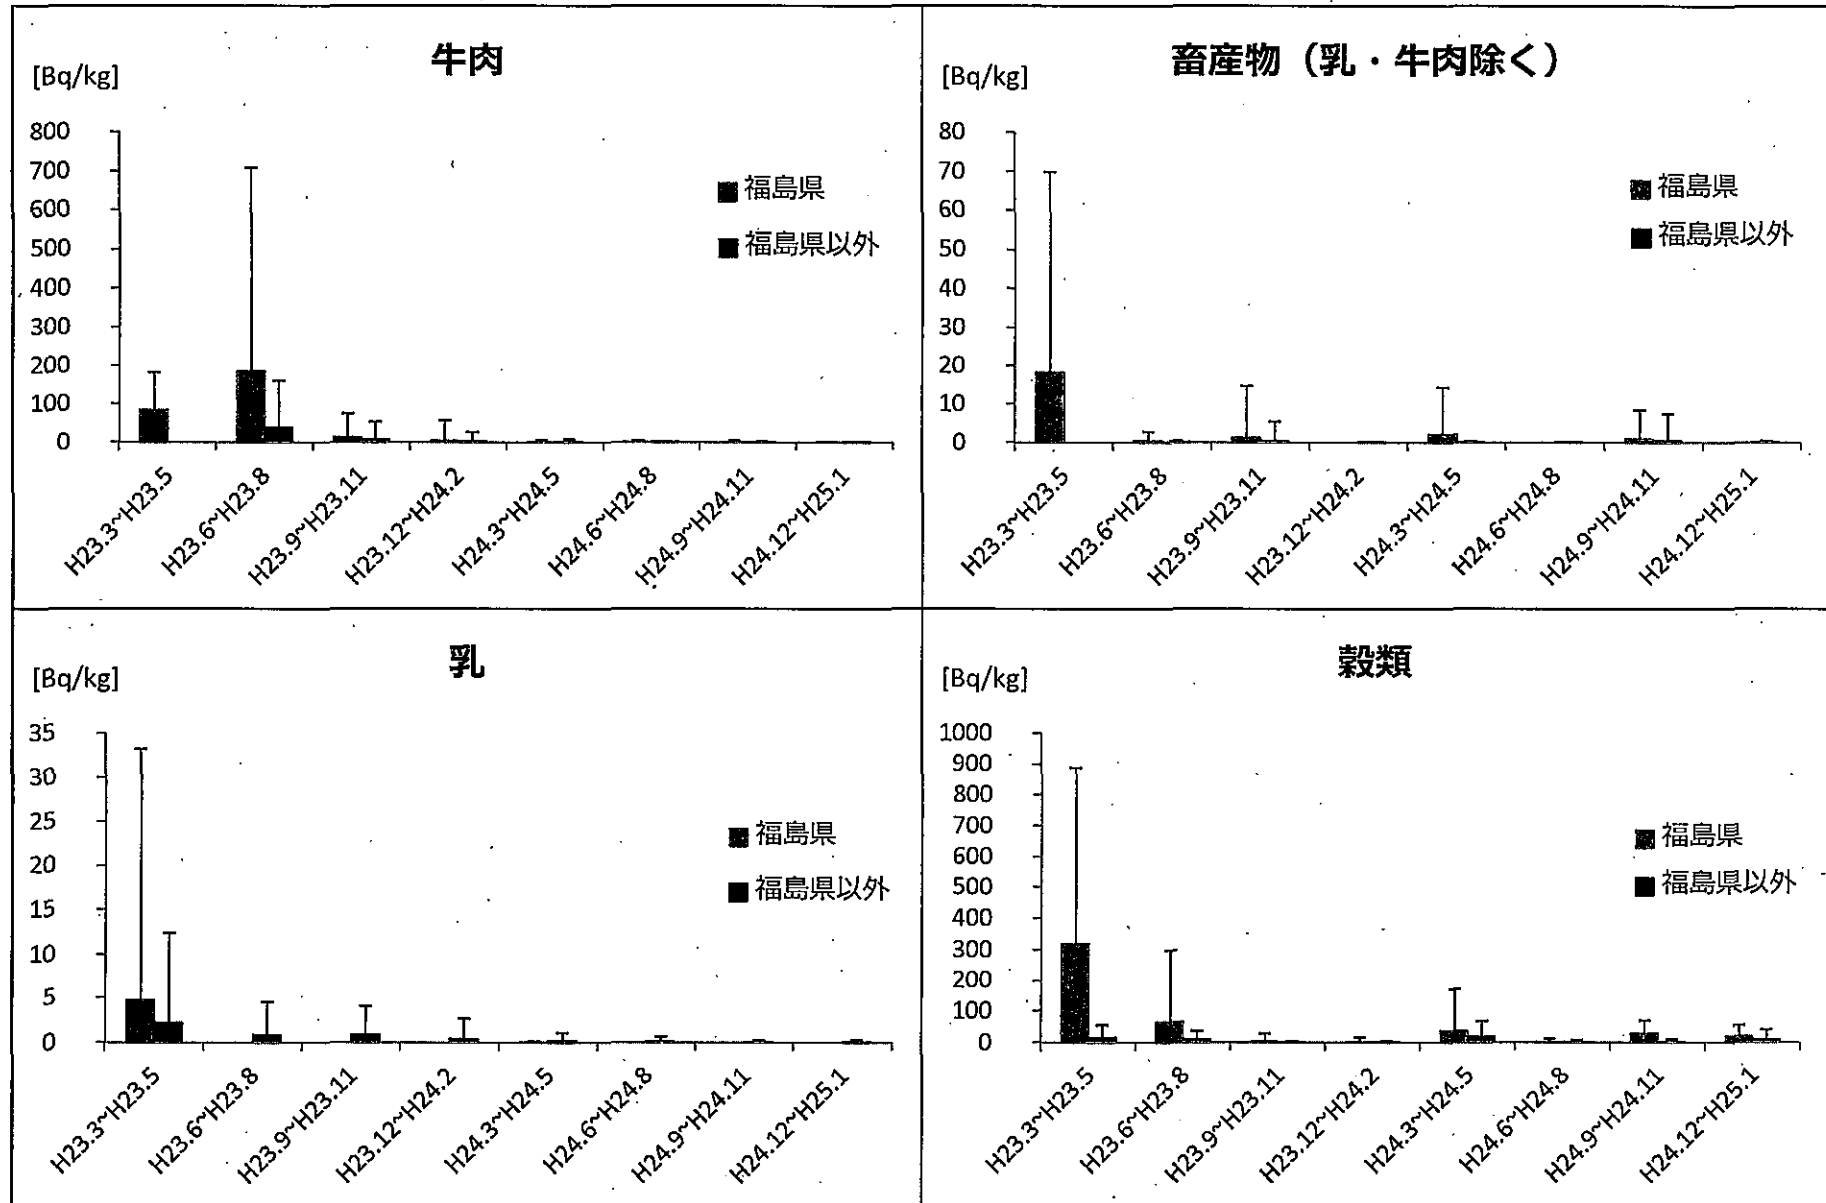 牛肉
[Bq/kg]
800
700
600
500
400
300
200
100
0
福島県
福島県以外
H23.3~H23.5
H23.6~H23.8
H23.9~H23.11
H23.12~H24.2
H24.3~H24.5
H24.6~H24.8
H24.9~H24.11
H24.12~H25.1
畜産物（乳・牛肉除く）
[Bq/kg]
80
70
60
50
40
30
20
10
0
福島県
福島県以外
H23.3~H23.5
H23.6~H23.8
H23.9~H23.11
H23.12~H24.2
H24.3~H24.5
H24.6~H24.8
H24.9~H24.11
H24.12~H25.1
乳
[Bq/kg]
35
30
25
20
15
10
5
0
福島県
福島県以外
H23.3~H23.5
H23.6~H23.8
H23.9~H23.11
H23.12~H24.2
H24.3~H24.5
H24.6~H24.8
H24.9~H24.11
H24.12~H25.1
穀類
[Bq/kg]
1000
900
800
700
600
500
400
300
200
100
0
福島県
福島県以外
H23.3~H23.5
H23.6~H23.8
H23.9~H23.11
H23.12~H24.2
H24.3~H24.5
H24.6~H24.8
H24.9~H24.11
H24.12~H25.1